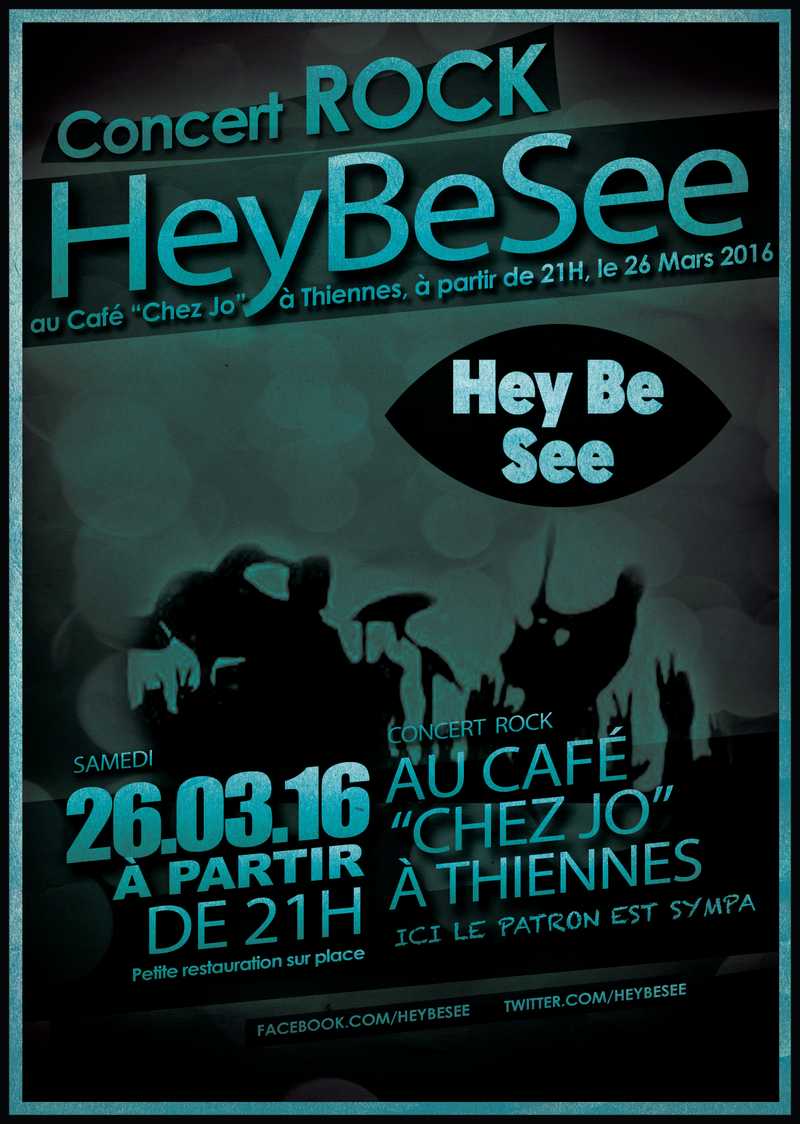 Concert ROCK
HeyBeSee
au Café “Chez Jo” à Thiennes, à partir de 21H, le 26 Mars 2016
Hey Be
See
SAMEDI
26.03.16
À PARTIR
DE 21H
Petite restauration sur place
CONCERT ROCK
AU CAFÉ
“CHEZ JO”
À THIENNES
ICI LE PATRON EST SYMPA
FACEBOOK.COM/HEYBESEE TWITTER.COM/HEYBESEE